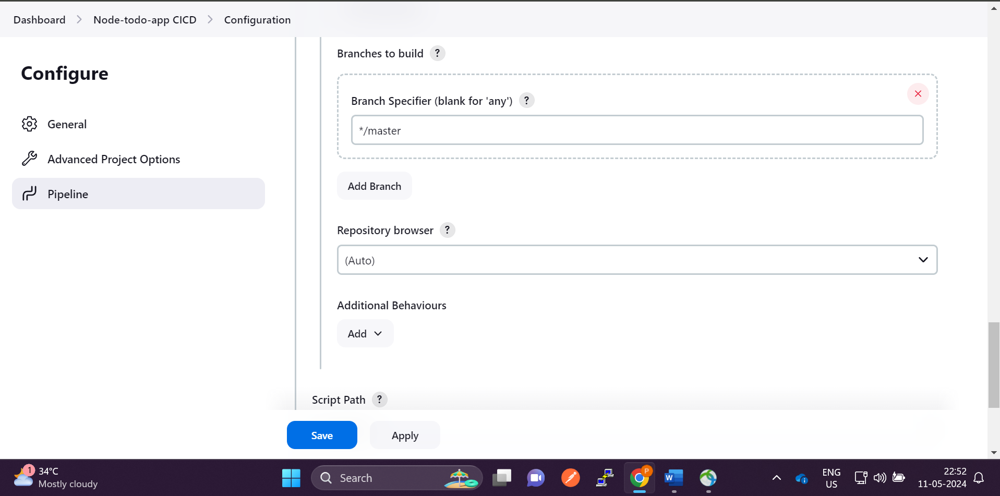 Dashboard > Node-todo-app CICD > Configuration
Configure
General
Advanced Project Options
Pipeline
Branches to build ?
Branch Specifier (blank for 'any') ?
*/master
Add Branch
Repository browser ?
(Auto)
Additional Behaviours
Add
Script Path ?
Save
Apply
1
34°C
Mostly cloudy
Search
P
W
ENG
US
22:52
11-05-2024